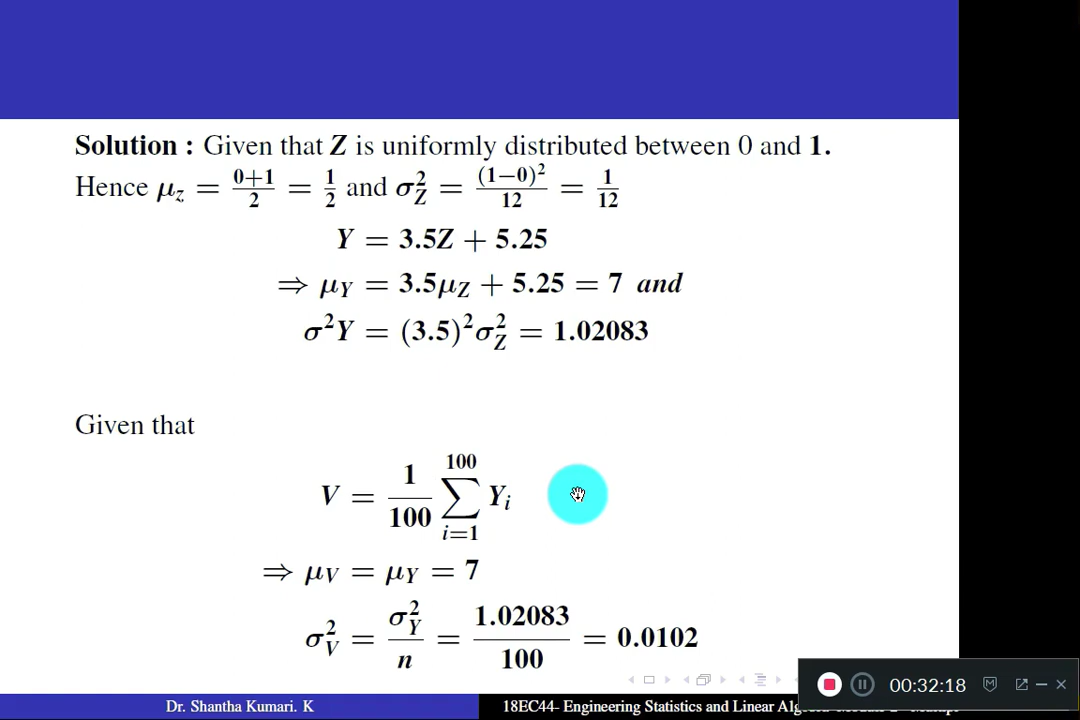 Solution : Given that Z is uniformly distributed between 0 and 1.
Hence μ_z = (0+1)/2 = 1/2 and σ_Z^2 = (1−0)^2/12 = 1/12
Y = 3.5Z + 5.25
⇒ μ_Y = 3.5μ_Z + 5.25 = 7 and
σ^2Y = (3.5)^2σ_Z^2 = 1.02083
Given that
V = 1/100 ∑_{i=1}^{100} Y_i
⇒ μ_V = μ_Y = 7
σ_V^2 = σ_Y^2/n = 1.02083/100 = 0.0102
00:32:18
Dr. Shantha Kumari. K
18EC44- Engineering Statistics and Linear